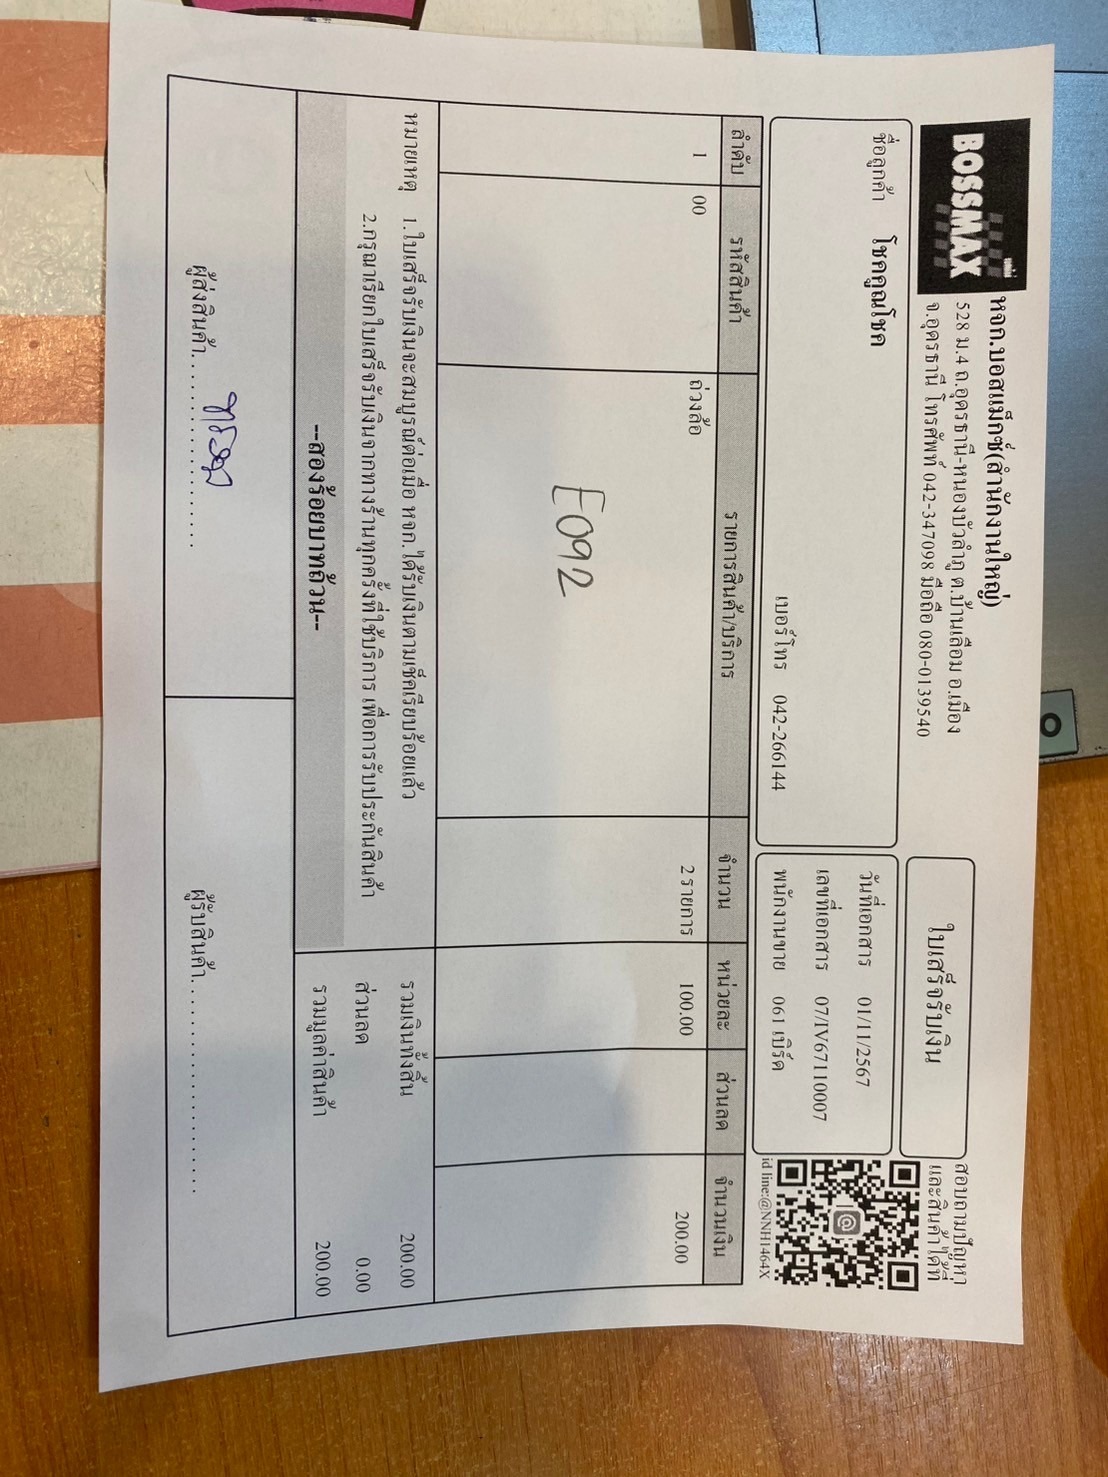 BOSSMAX
หจก.บอสแม็กซ์(สำนักงานใหญ่)
528 ม.4 ถ.อุดรธานี-หนองบัวลำภู ต.บ้านเลื่อม อ.เมือง
จ.อุดรธานี โทรศัพท์ 042-347098 มือถือ 080-0139540
ใบเสร็จรับเงิน
สอบถามปัญหา
และสินค้าได้ที่
id line:@NNH1464X
ชื่อลูกค้า โชคคูณโชค
เบอร์โทร 042-266144
วันที่เอกสาร 01/11/2567
เลขที่เอกสาร 07/IV67110007
พนักงานขาย 061 เบิร์ด
ลำดับ รหัสสินค้า รายการสินค้า/บริการ จำนวน หน่วยละ ส่วนลด จำนวนเงิน
1 00 ถ่วงล้อ 2 รายการ 100.00 200.00
E092
หมายเหตุ 1.ใบเสร็จรับเงินจะสมบูรณ์ต่อเมื่อ หจก. ได้รับเงินตามเช็คเรียบร้อยแล้ว
2.กรุณาเรียกใบเสร็จรับเงินจากทางร้านทุกครั้งที่ใช้บริการ เพื่อการรับประกันสินค้า
--สองร้อยบาทถ้วน--
รวมเงินทั้งสิ้น 200.00
ส่วนลด 0.00
รวมมูลค่าสินค้า 200.00
ผู้ส่งสินค้า
ผู้รับสินค้า